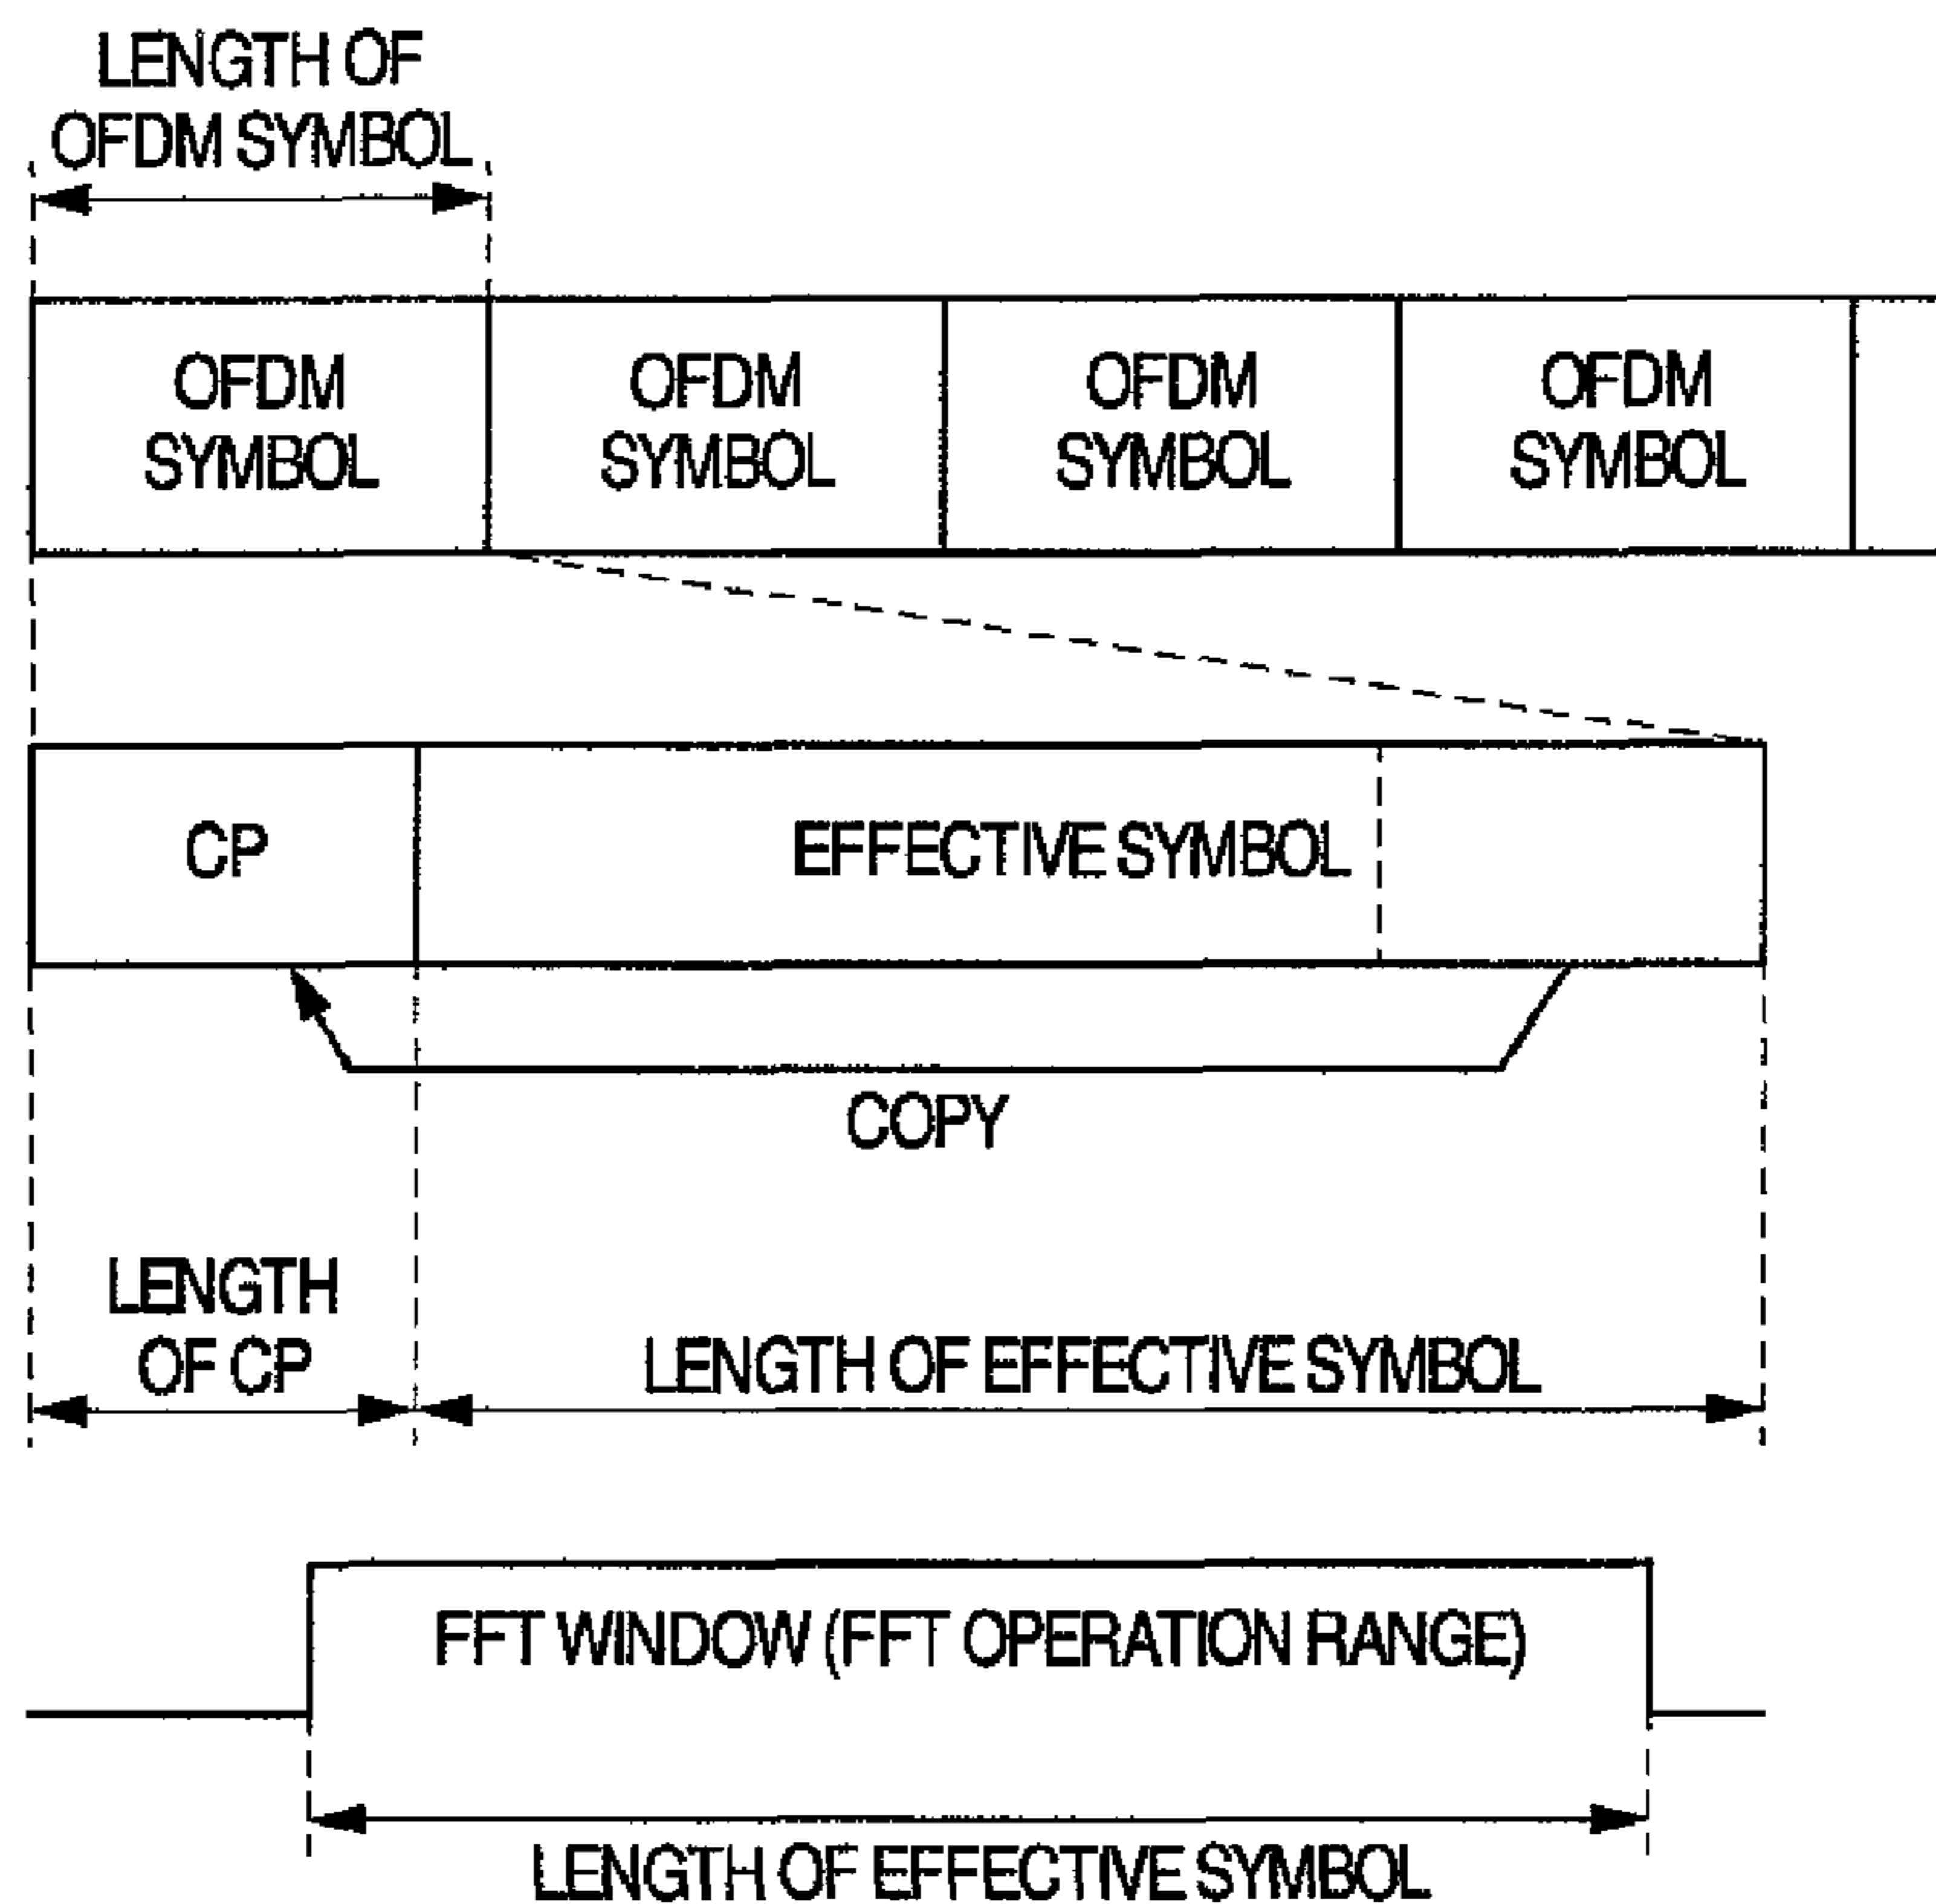 LENGTH OF
OFDM SYMBOL
OFDM
SYMBOL
OFDM
SYMBOL
OFDM
SYMBOL
OFDM
SYMBOL
CP
EFFECTIVE SYMBOL
COPY
LENGTH
OF CP
LENGTH OF EFFECTIVE SYMBOL
FFT WINDOW (FFT OPERATION RANGE)
LENGTH OF EFFECTIVE SYMBOL